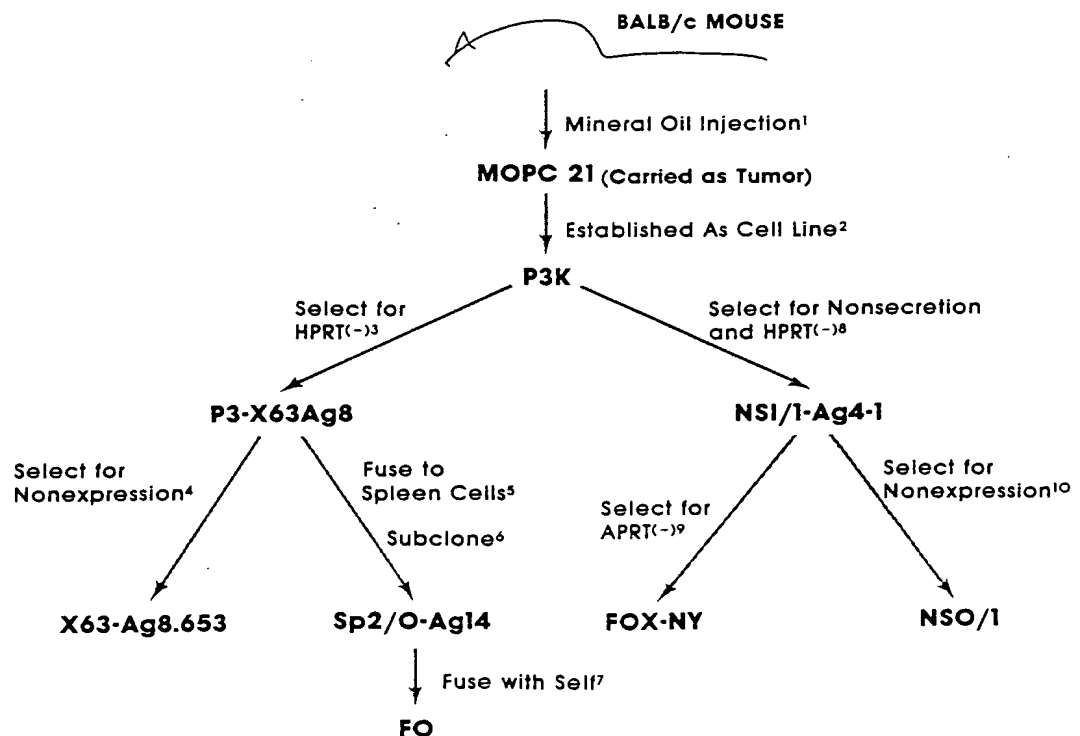 BALB/c MOUSE
Mineral Oil Injection¹
MOPC 21 (Carried as Tumor)
Established As Cell Line²
P3K
Select for
HPRT(-)³
Select for Nonsecretion
and HPRT(-)⁸
P3-X63Ag8
NSI/1-Ag4-1
Select for
Nonexpression⁴
Fuse to
Spleen Cells⁵
Subclone⁶
Select for
APRT(-)⁹
Select for
Nonexpression¹⁰
X63-Ag8.653
Sp2/O-Ag14
FOX-NY
NSO/1
Fuse with Self⁷
FO